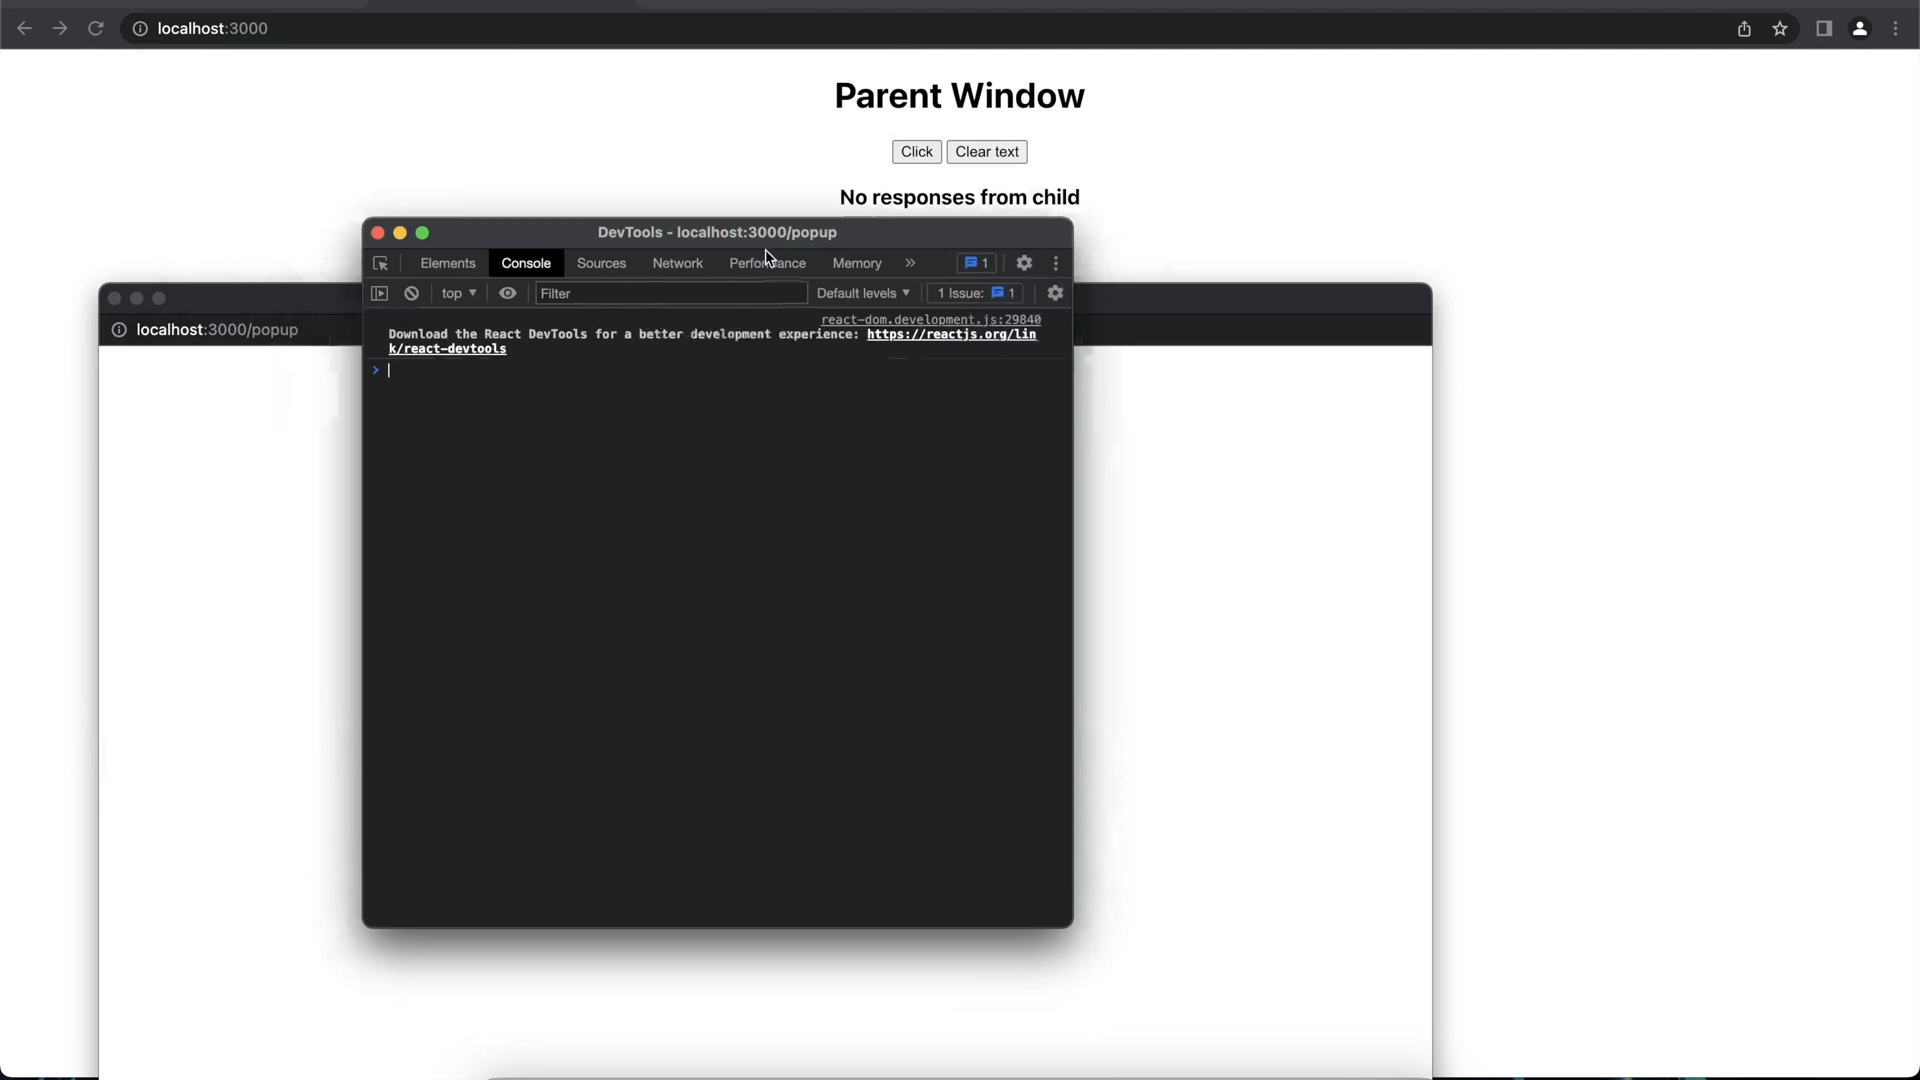 localhost:3000
Parent Window
Click Clear text
No responses from child
DevTools - localhost:3000/popup
Elements Console Sources Network Performance Memory » 1
top ▼ Filter Default levels ▼ 1 Issue: 1
localhost:3000/popup
react-dom.development.js:29840
Download the React DevTools for a better development experience: https://reactjs.org/lin
k/react-devtools
>